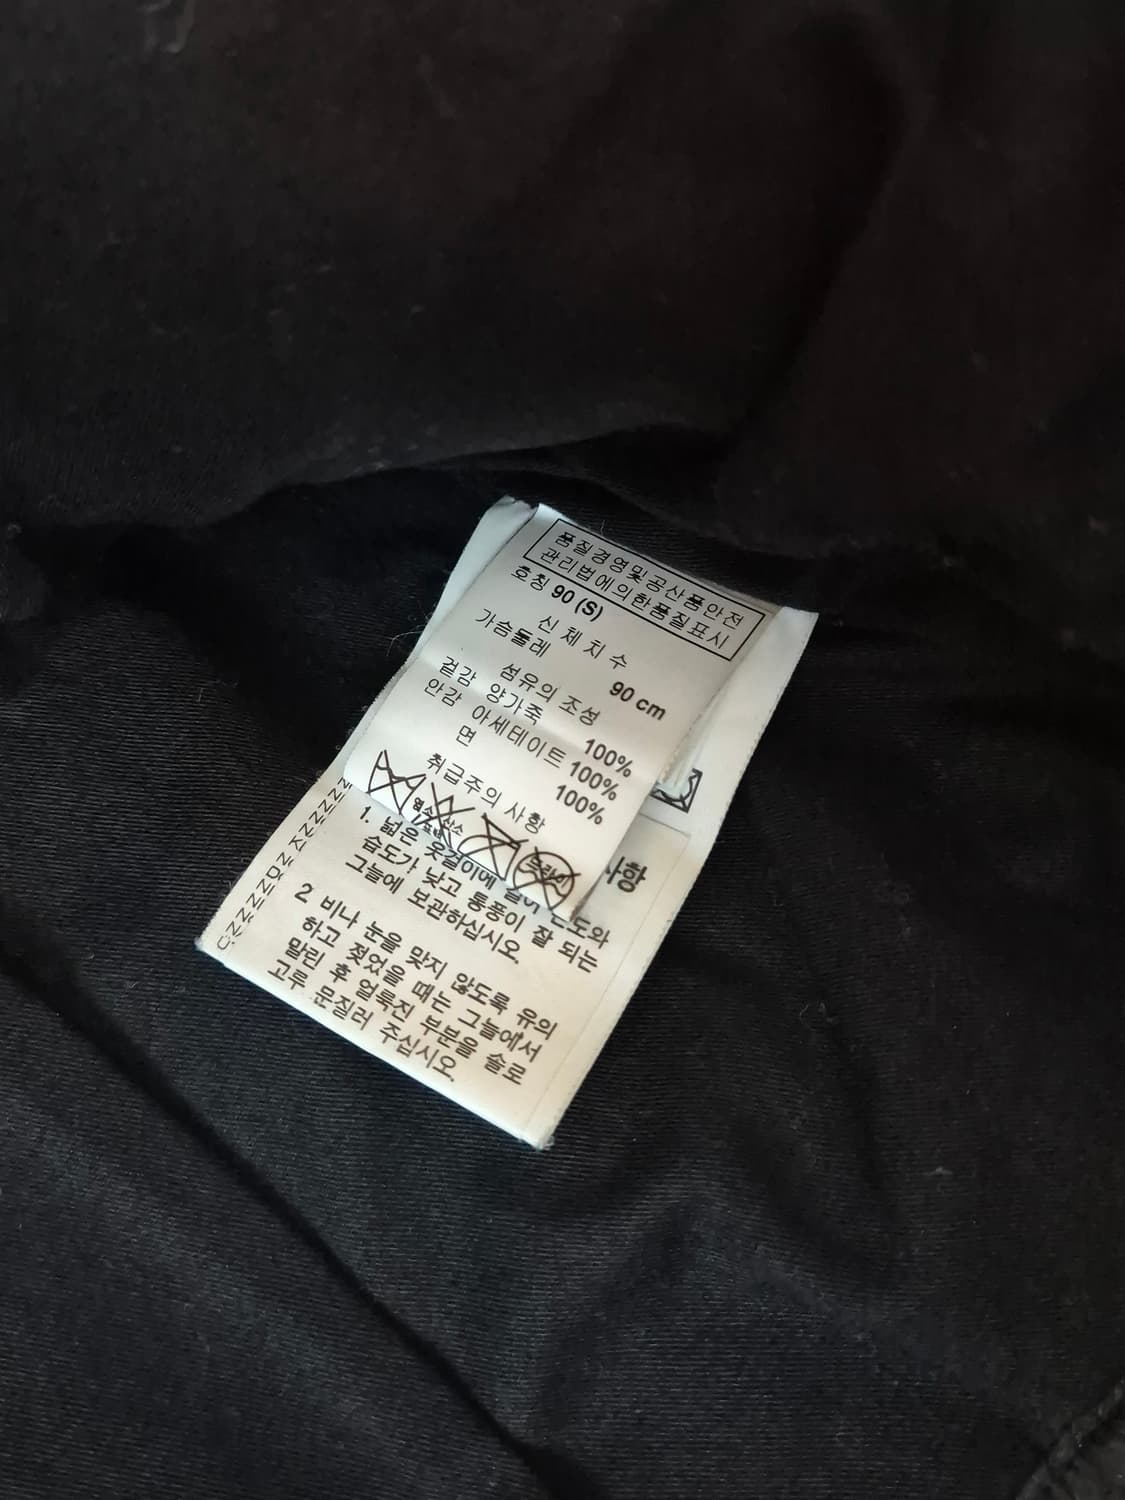 품질경영및공산품안전
관리법에의한품질표시
호칭 90 (S)
신 체 치 수
가슴둘레 90 cm
섬유의 조성
겉감 양가죽 100%
안감 아세테이트 100%
면 100%
취급주의 사항
사항
1. 넓은 옷걸이에 걸어 온도와
습도가 낮고 통풍이 잘 되는
그늘에 보관하십시오.
2 비나 눈을 맞지 않도록 유의
하고 젖었을 때는 그늘에서
말린 후 얼룩진 부분을 솔로
고루 문질러 주십시오.